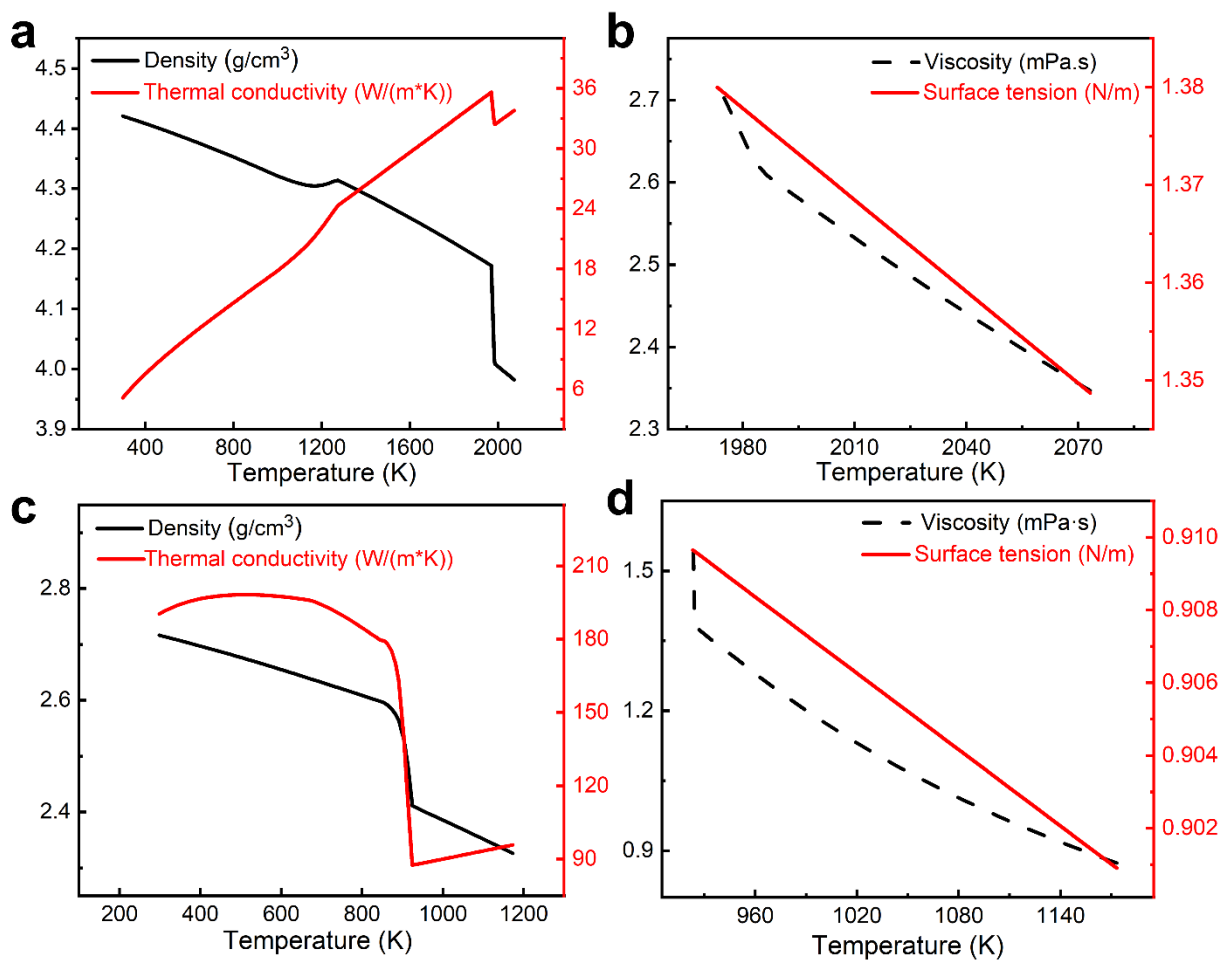 a
Density (g/cm³)
Thermal conductivity (W/(m*K))
4.5
4.4
4.3
4.2
4.1
4.0
3.9
36
30
24
18
12
6
400 800 1200 1600 2000
Temperature (K)
b
Viscosity (mPa.s)
Surface tension (N/m)
2.7
2.6
2.5
2.4
2.3
1.38
1.37
1.36
1.35
1980 2010 2040 2070
Temperature (K)
c
Density (g/cm³)
Thermal conductivity (W/(m*K))
2.8
2.6
2.4
210
180
150
120
90
200 400 600 800 1000 1200
Temperature (K)
d
Viscosity (mPa·s)
Surface tension (N/m)
1.5
1.2
0.9
0.910
0.908
0.906
0.904
0.902
960 1020 1080 1140
Temperature (K)